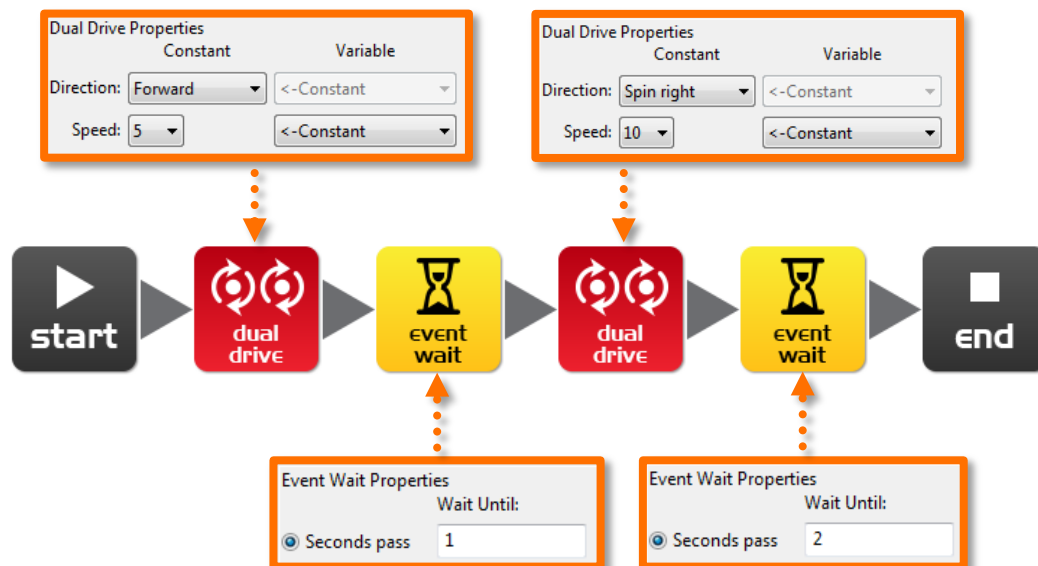 Dual Drive Properties
Constant Variable
Direction: Forward <-Constant
Speed: 5 <-Constant
Dual Drive Properties
Constant Variable
Direction: Spin right <-Constant
Speed: 10 <-Constant
start
dual
drive
event
wait
dual
drive
event
wait
end
Event Wait Properties
Wait Until:
Seconds pass 1
Event Wait Properties
Wait Until:
Seconds pass 2